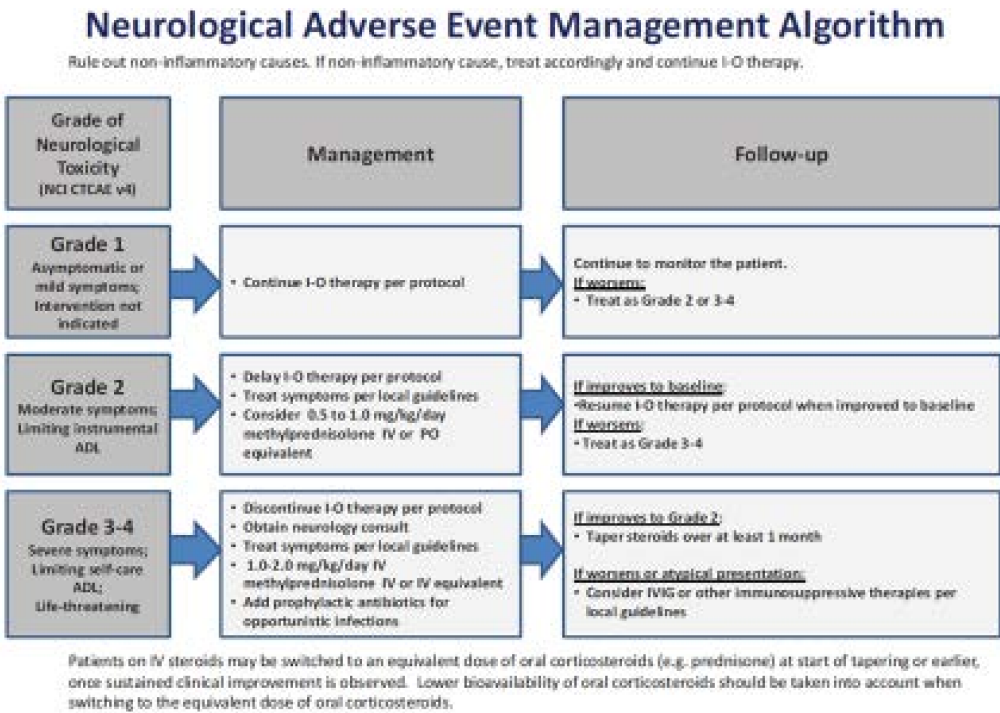 Neurological Adverse Event Management Algorithm
Rule out non-inflammatory causes. If non-inflammatory cause, treat accordingly and continue I-O therapy.
Grade of
Neurological
Toxicity
(NCI CTCAE v4)
Management
Follow-up
Grade 1
Asymptomatic or
mild symptoms;
Intervention not
indicated
• Continue I-O therapy per protocol
Continue to monitor the patient.
If worsens:
• Treat as Grade 2 or 3-4
Grade 2
Moderate symptoms;
Limiting instrumental
ADL
• Delay I-O therapy per protocol
• Treat symptoms per local guidelines
• Consider 0.5 to 1.0 mg/kg/day
methylprednisolone IV or PO
equivalent
If improves to baseline:
•Resume I-O therapy per protocol when improved to baseline
If worsens:
• Treat as Grade 3-4
Grade 3-4
Severe symptoms;
Limiting self-care
ADL;
Life-threatening
• Discontinue I-O therapy per protocol
• Obtain neurology consult
• Treat symptoms per local guidelines
• 1.0-2.0 mg/kg/day IV
methylprednisolone IV or IV equivalent
• Add prophylactic antibiotics for
opportunistic infections
If improves to Grade 2:
• Taper steroids over at least 1 month
If worsens or atypical presentation:
• Consider IVIG or other immunosuppressive therapies per
local guidelines
Patients on IV steroids may be switched to an equivalent dose of oral corticosteroids (e.g. prednisone) at start of tapering or earlier,
once sustained clinical improvement is observed. Lower bioavailability of oral corticosteroids should be taken into account when
switching to the equivalent dose of oral corticosteroids.